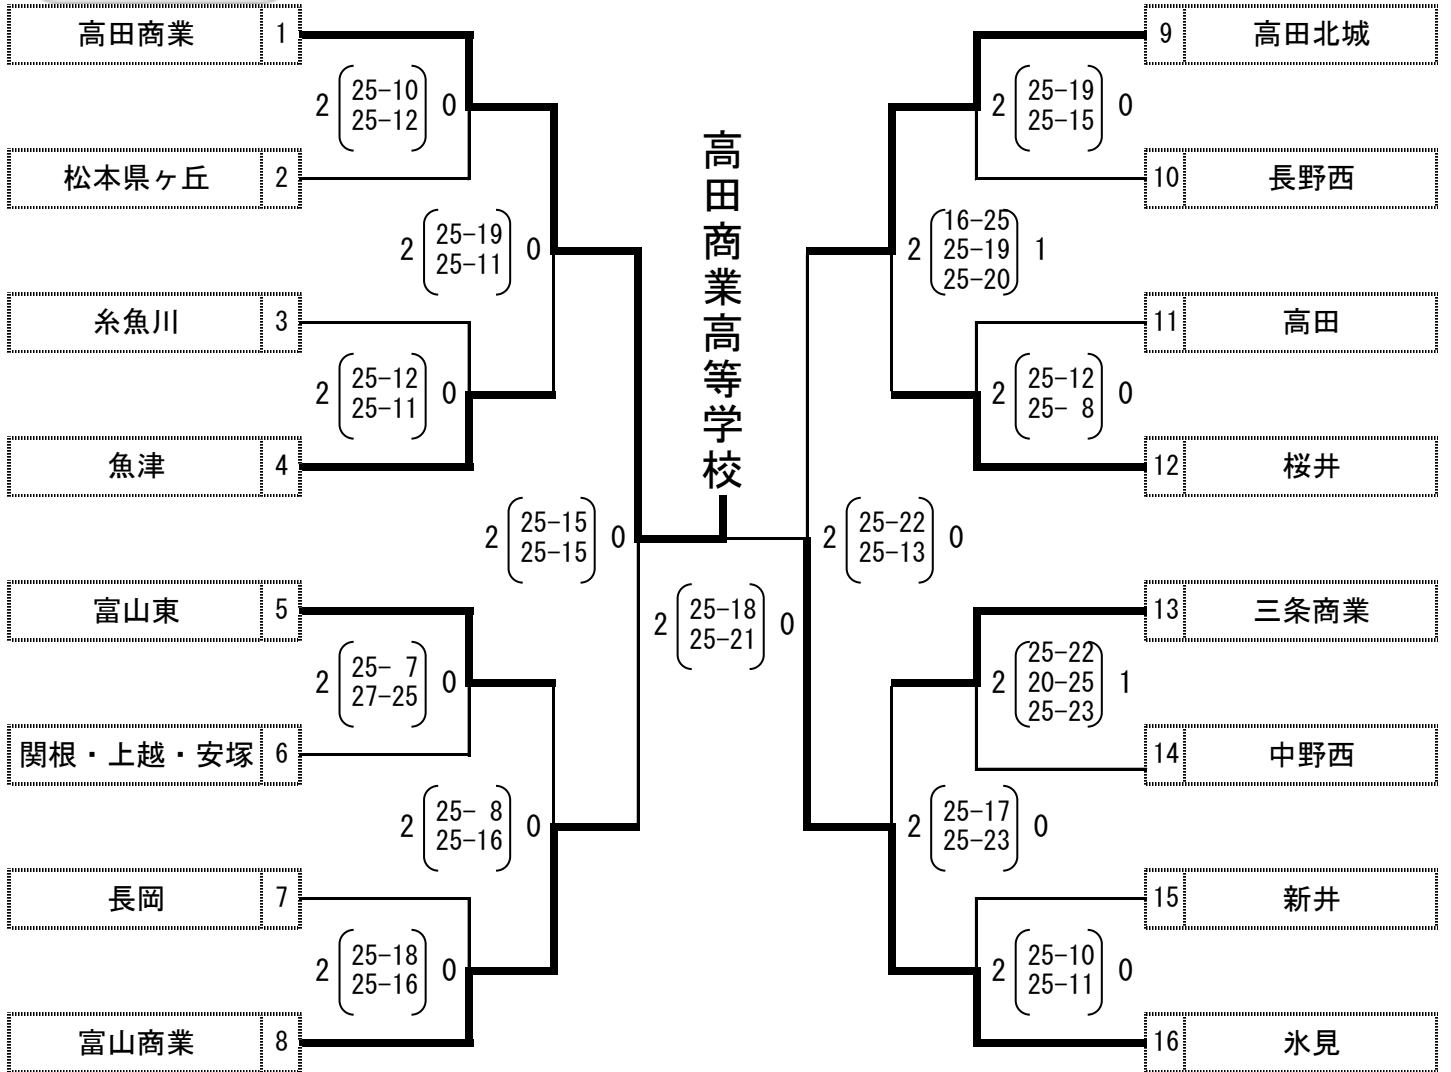 高田商業 1
2 25-10 0
25-12
松本県ヶ丘 2
2 25-19 0
25-11
糸魚川 3
2 25-12 0
25-11
魚津 4
2 25-15 0
25-15
富山東 5
2 25- 7 0
27-25
関根・上越・安塚 6
2 25- 8 0
25-16
長岡 7
2 25-18 0
25-16
富山商業 8
高田商業高等学校
2 25-18 0
25-21
9 高田北城
2 25-19 0
25-15
10 長野西
16-25
2 25-19 1
25-20
11 高田
2 25-12 0
25- 8
12 桜井
2 25-22 0
25-13
13 三条商業
25-22
2 20-25 1
25-23
14 中野西
2 25-17 0
25-23
15 新井
2 25-10 0
25-11
16 氷見